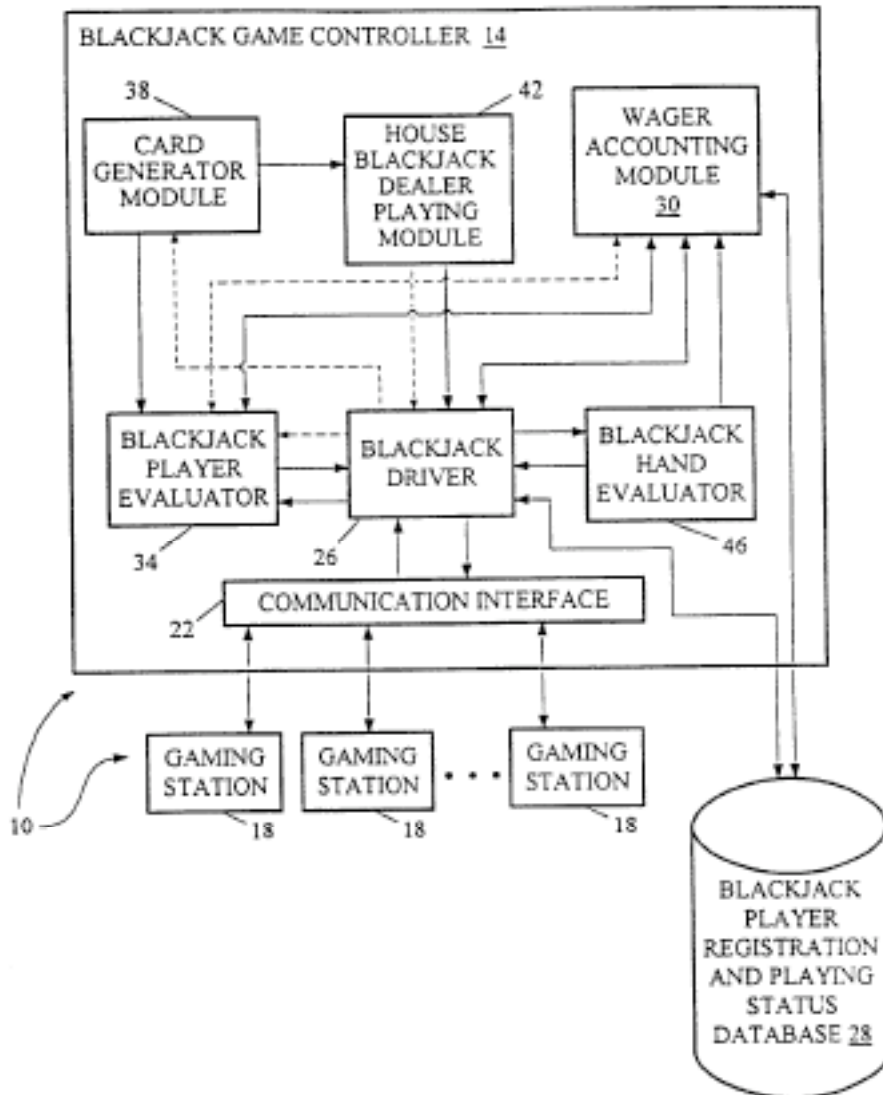 BLACKJACK GAME CONTROLLER 14
38
CARD
GENERATOR
MODULE
42
HOUSE
BLACKJACK
DEALER
PLAYING
MODULE
WAGER
ACCOUNTING
MODULE
30
BLACKJACK
PLAYER
EVALUATOR
34
BLACKJACK
DRIVER
26
BLACKJACK
HAND
EVALUATOR
46
COMMUNICATION INTERFACE
22
GAMING
STATION
18
GAMING
STATION
18
• • •
GAMING
STATION
18
10
BLACKJACK
PLAYER
REGISTRATION
AND PLAYING
STATUS
DATABASE 28